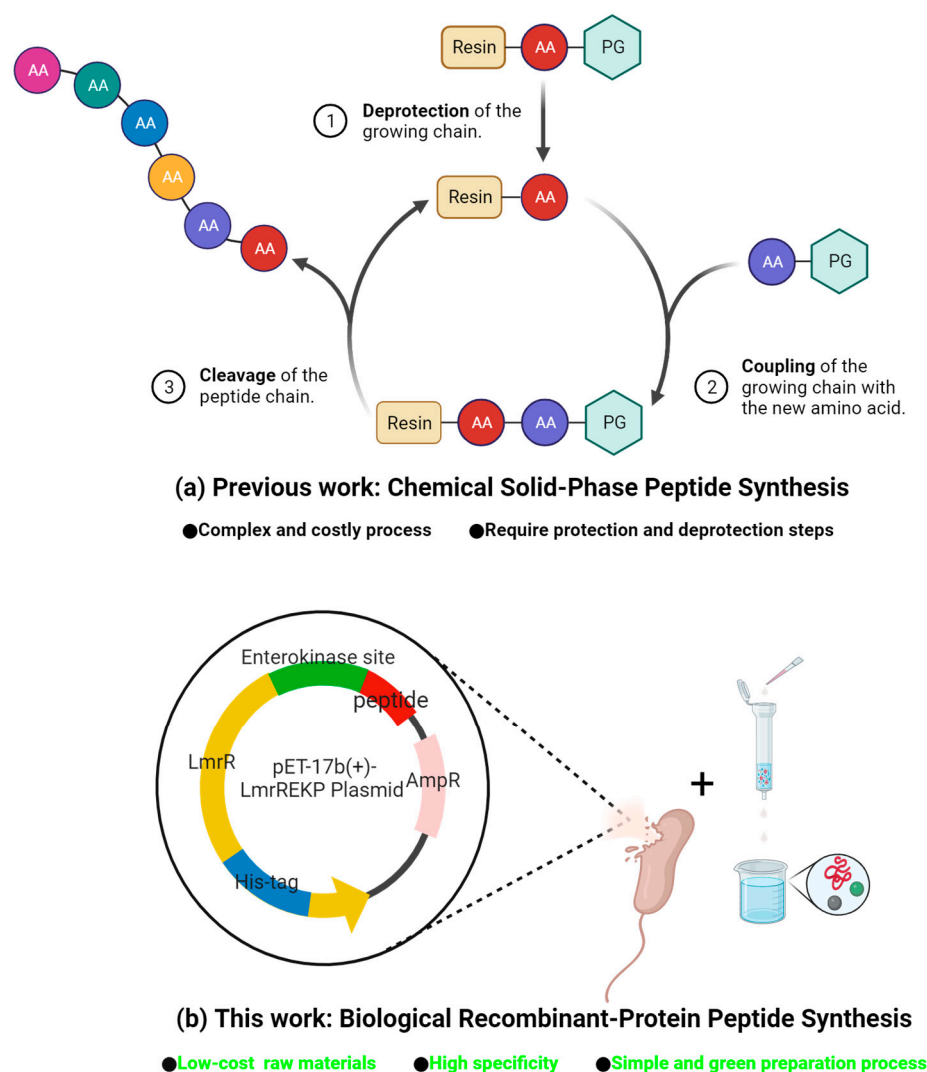 Resin
AA
PG
AA
AA
AA
AA
AA
AA
1
Deprotection of the
growing chain.
Resin
AA
AA
PG
3
Cleavage of the
peptide chain.
2
Coupling of the
growing chain with
the new amino acid.
Resin
AA
AA
PG
(a) Previous work: Chemical Solid-Phase Peptide Synthesis
●Complex and costly process ●Require protection and deprotection steps
Enterokinase site
peptide
LmrR
pET-17b(+)-
LmrREKP Plasmid
AmpR
His-tag
+
(b) This work: Biological Recombinant-Protein Peptide Synthesis
●Low-cost raw materials ●High specificity ●Simple and green preparation process